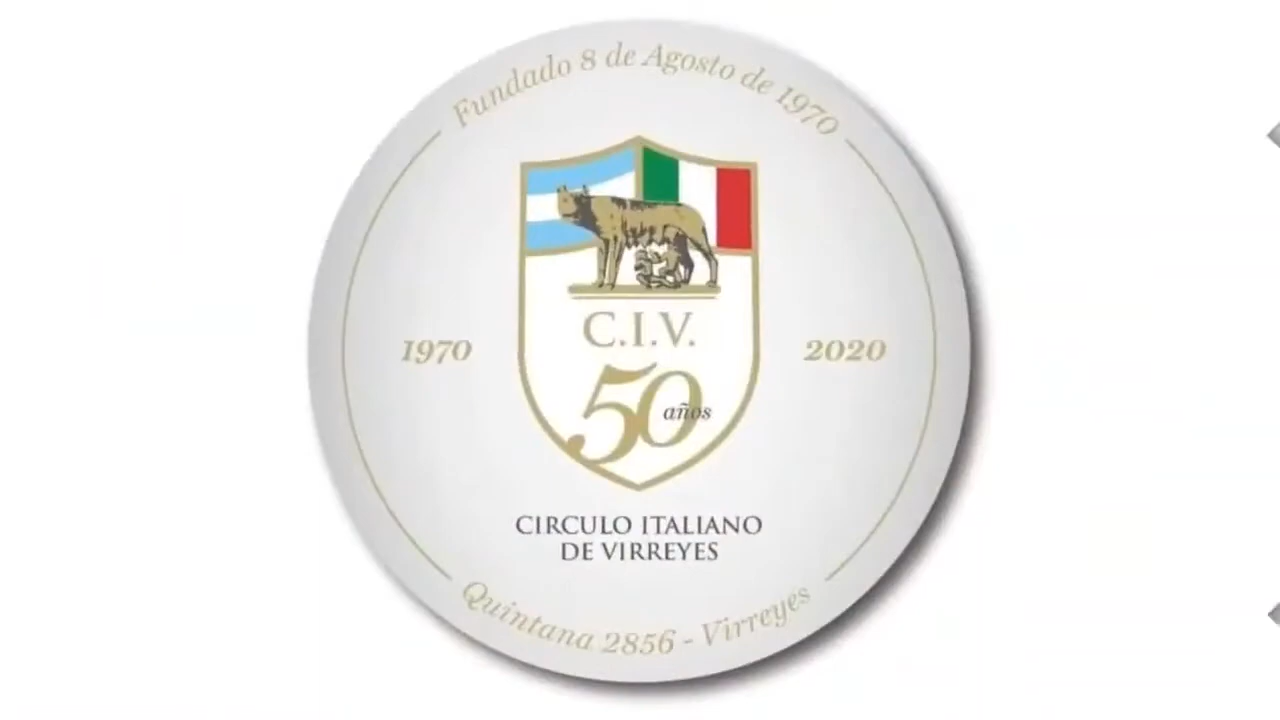 Fundado 8 de Agosto de 1970
C.I.V.
1970
2020
50
años
CIRCULO ITALIANO
DE VIRREYES
Quintana 2856 - Virreyes